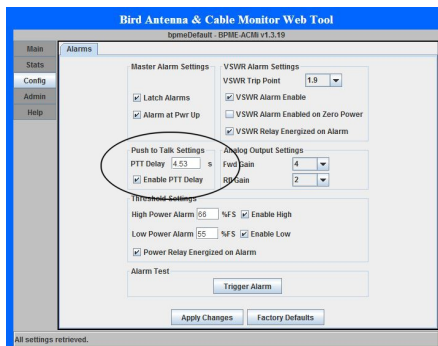 Bird Antenna & Cable Monitor Web Tool
bpmeDefault - BPME-ACMi v1.3.19
Main
Stats
Config
Admin
Help
Alarms
Master Alarm Settings
Latch Alarms
Alarm at Pwr Up
VSWR Alarm Settings
VSWR Trip Point 1.9
VSWR Alarm Enable
VSWR Alarm Enabled on Zero Power
VSWR Relay Energized on Alarm
Push to Talk Settings
PTT Delay 4.53 s
Enable PTT Delay
Analog Output Settings
Fwd Gain 4
Gain 2
Threshold Settings
High Power Alarm 66 %FS Enable High
Low Power Alarm 55 %FS Enable Low
Power Relay Energized on Alarm
Alarm Test
Trigger Alarm
Apply Changes Factory Defaults
All settings retrieved.